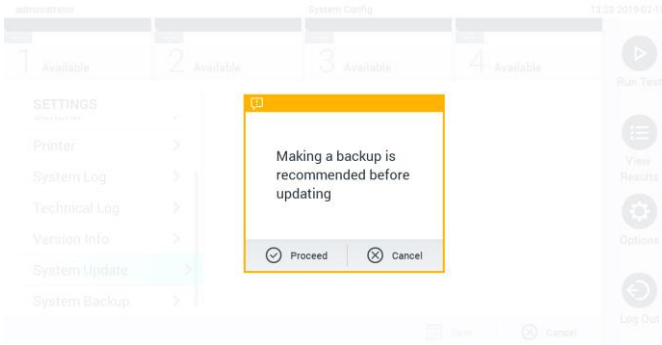 administrator
System Config
13:23 2019-02-1
1 Available
2 Available
3 Available
4 Available
Run Test
SETTINGS
Making a backup is
recommended before
updating
Printer
View
Results
System Log
Technical Log
Options
Version Info
Proceed
Cancel
System Update
System Backup
Log Out
Save
Cancel